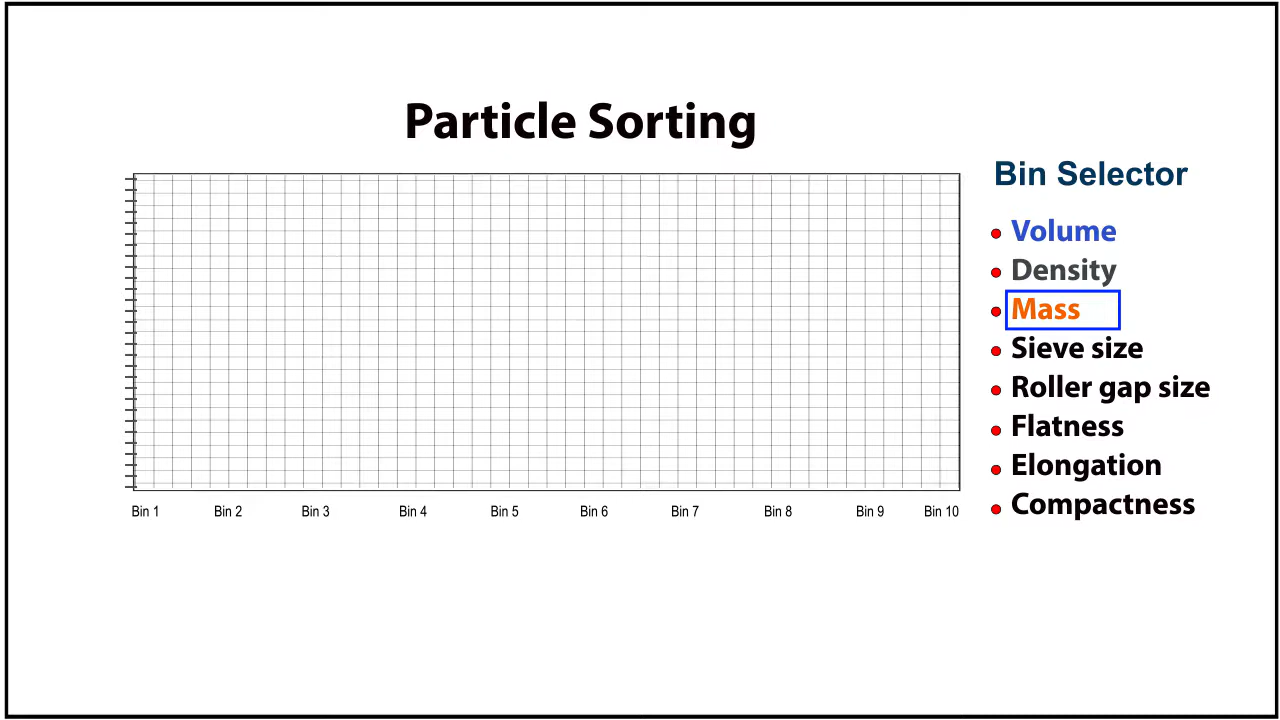 Particle Sorting
Bin Selector
Volume
Density
Mass
Sieve size
Roller gap size
Flatness
Elongation
Compactness
Bin 1 Bin 2 Bin 3 Bin 4 Bin 5 Bin 6 Bin 7 Bin 8 Bin 9 Bin 10